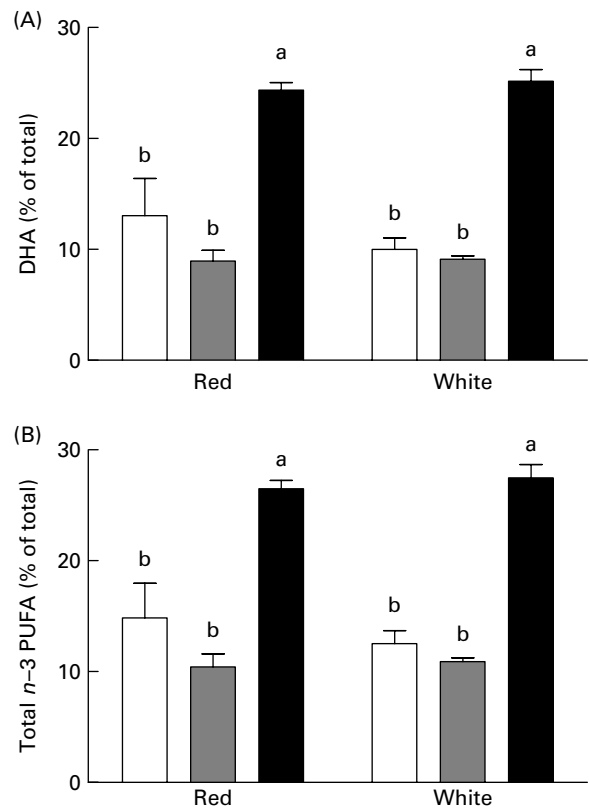 (A)
30
20
10
0
DHA (% of total)
b
b
a
b
b
a
Red
White
(B)
30
20
10
0
Total n–3 PUFA (% of total)
b
b
a
b
b
a
Red
White